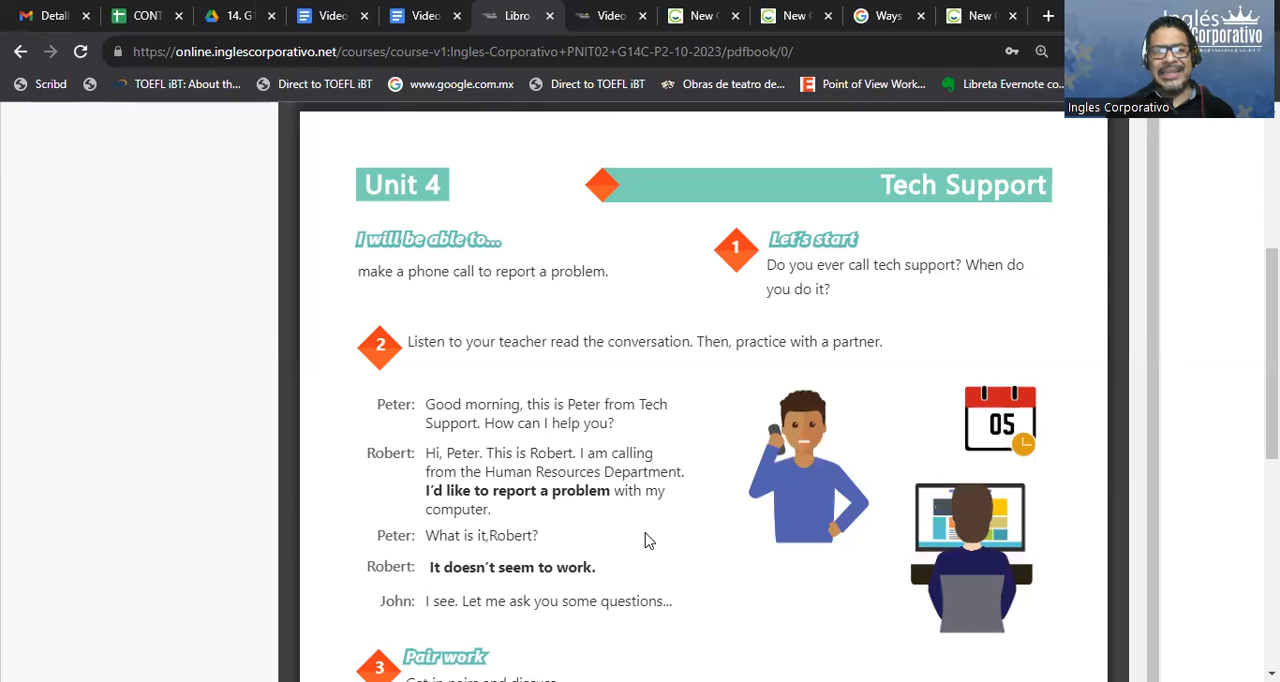 Detail
CONT
14. GT
Video
Video
Libro
Video
New (
New (
Ways
New (
https://online.inglescorporativo.net/courses/course-v1:Ingles-Corporativo+PNIT02+G14C-P2-10-2023/pdfbook/0/
Scribd
TOEFL iBT: About th...
Direct to TOEFL iBT
www.google.com.mx
Direct to TOEFL iBT
Obras de teatro de...
Point of View Work...
Libreta Evernote co...
Inglés
Corporativo
Ingles Corporativo
Unit 4
Tech Support
I will be able to...
make a phone call to report a problem.
1
Let's start
Do you ever call tech support? When do
you do it?
2
Listen to your teacher read the conversation. Then, practice with a partner.
Peter: Good morning, this is Peter from Tech
Support. How can I help you?
Robert: Hi, Peter. This is Robert. I am calling
from the Human Resources Department.
I'd like to report a problem with my
computer.
Peter: What is it,Robert?
Robert: It doesn't seem to work.
John: I see. Let me ask you some questions...
05
3
Pair work
Get in pairs and discuss